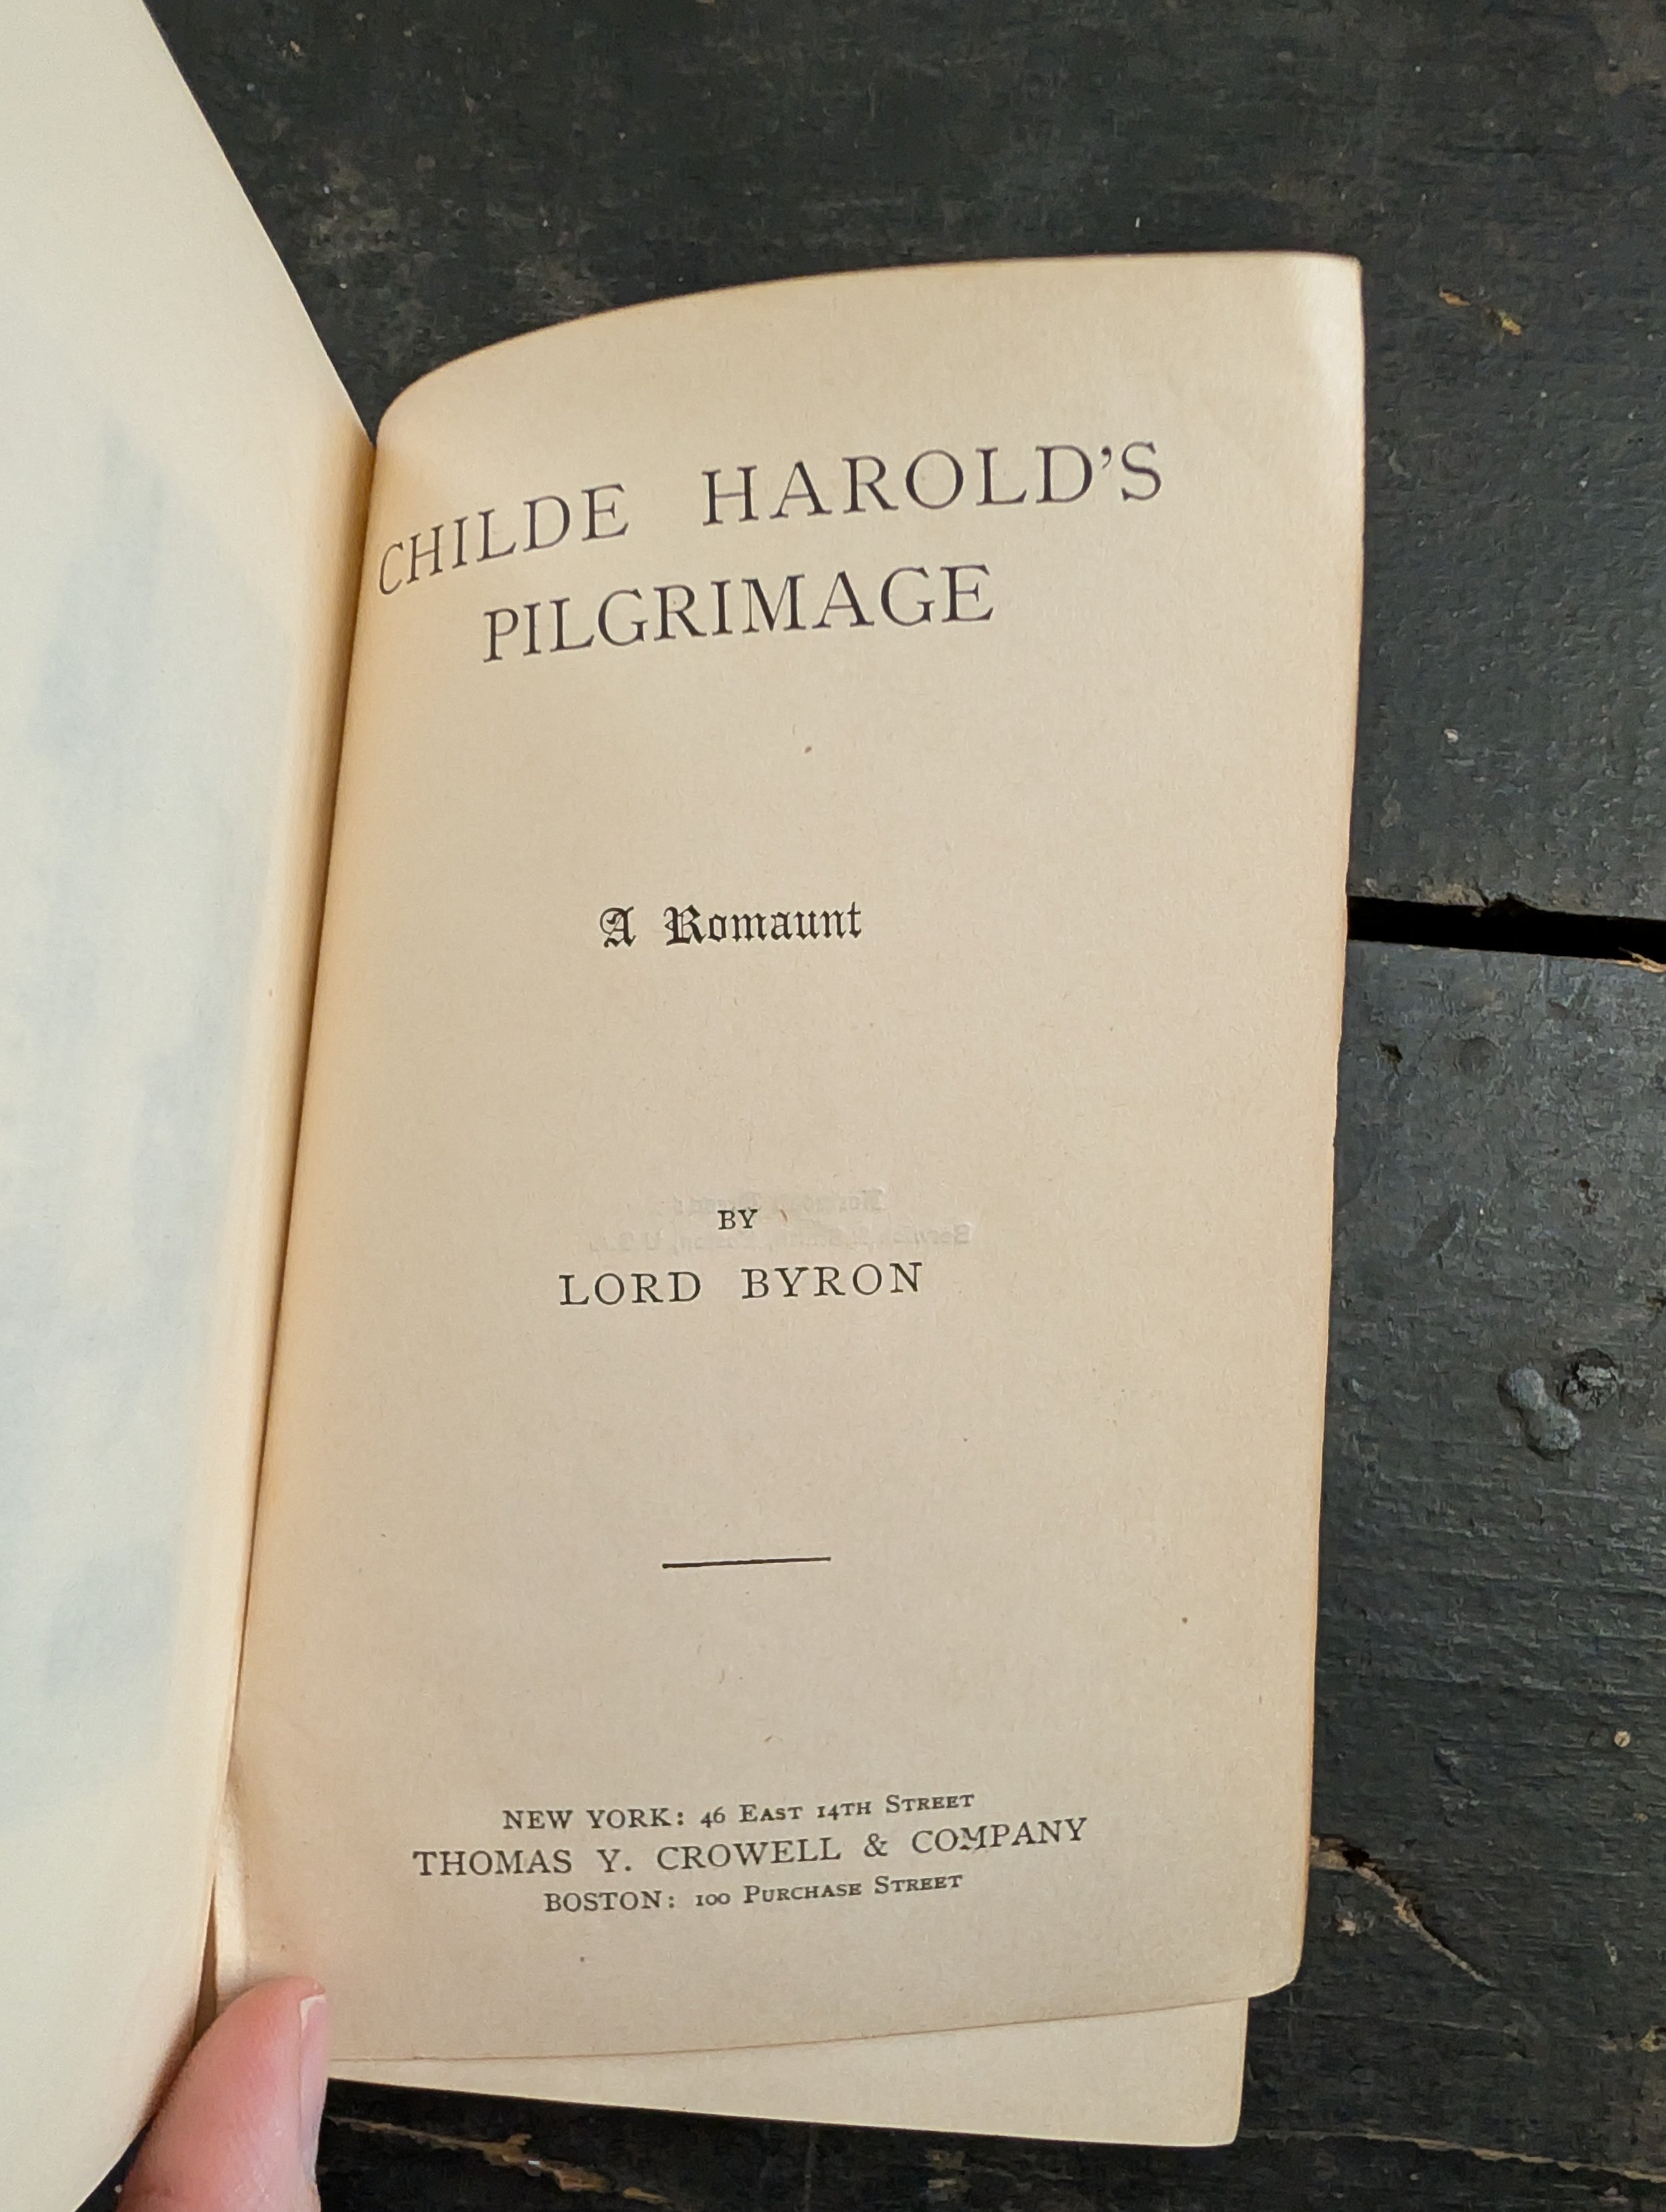 CHILDE HAROLD'S
PILGRIMAGE
A Romaunt
BY
LORD BYRON
NEW YORK: 46 EAST 14TH STREET
THOMAS Y. CROWELL & COMPANY
BOSTON: 100 PURCHASE STREET